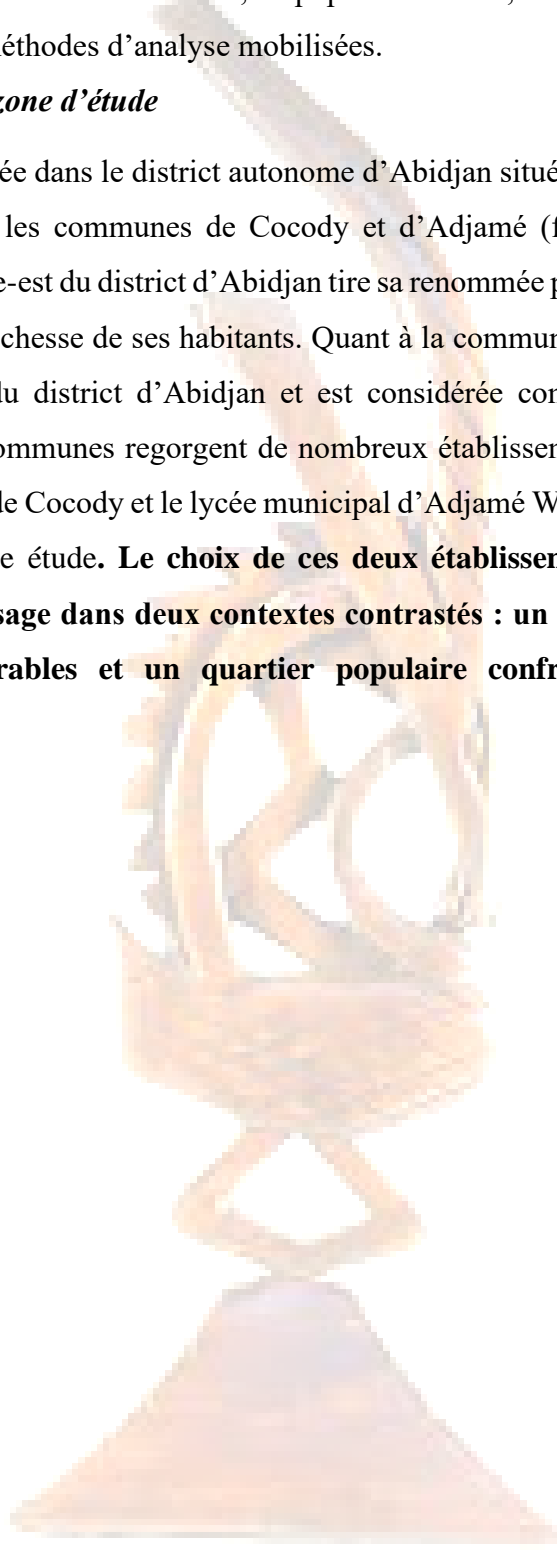 éthodes d’analyse mobilisées.
zone d’étude
ée dans le district autonome d’Abidjan situé
les communes de Cocody et d’Adjamé (f
e-est du district d’Abidjan tire sa renommée p
chesse de ses habitants. Quant à la commun
du district d’Abidjan et est considérée con
ommunes regorgent de nombreux établissen
de Cocody et le lycée municipal d’Adjamé W
e étude. Le choix de ces deux établissen
sage dans deux contextes contrastés : un
rables et un quartier populaire confr